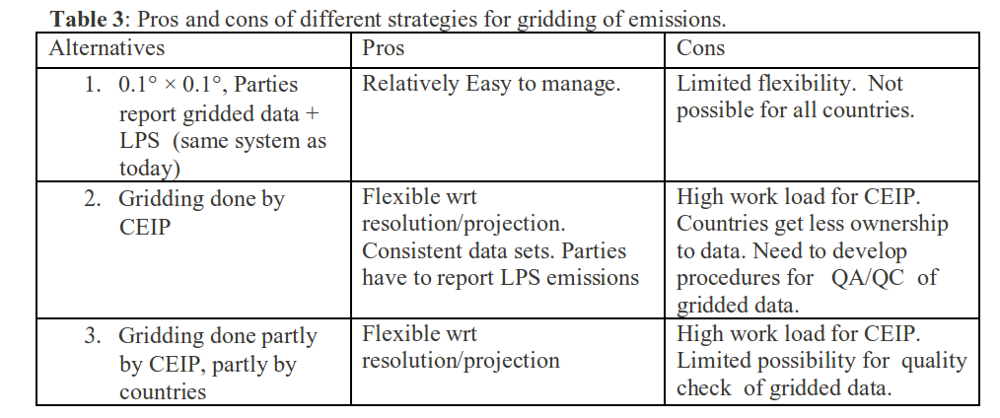 Table 3: Pros and cons of different strategies for gridding of emissions.
Alternatives
Pros
Cons
1. 0.1° × 0.1°, Parties
report gridded data +
LPS (same system as
today)
Relatively Easy to manage.
Limited flexibility. Not
possible for all countries.
2. Gridding done by
CEIP
Flexible wrt
resolution/projection.
Consistent data sets. Parties
have to report LPS emissions
High work load for CEIP.
Countries get less ownership
to data. Need to develop
procedures for QA/QC of
gridded data.
3. Gridding done partly
by CEIP, partly by
countries
Flexible wrt
resolution/projection
High work load for CEIP.
Limited possibility for quality
check of gridded data.